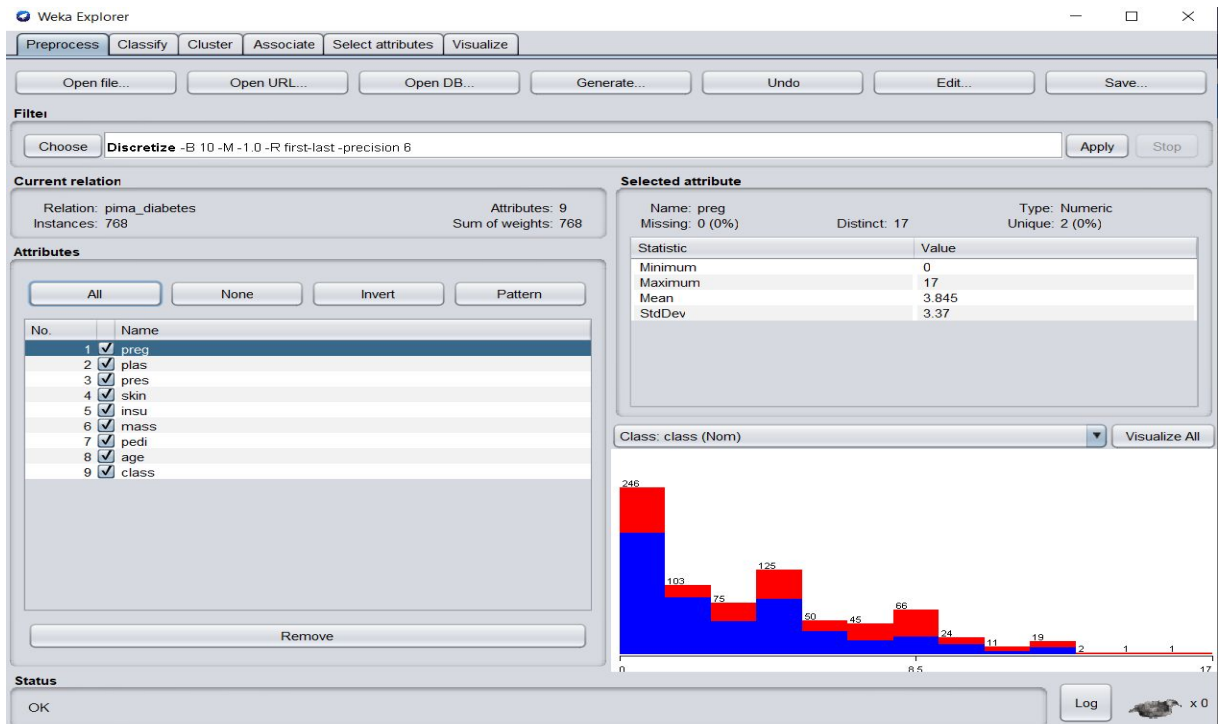 Weka Explorer
Preprocess Classify Cluster Associate Select attributes Visualize
Open file... Open URL... Open DB... Generate... Undo Edit... Save...
Filter
Choose Discretize -B 10 -M -1.0 -R first-last -precision 6 Apply Stop
Current relation
Relation: pima_diabetes Attributes: 9
Instances: 768 Sum of weights: 768
Attributes
All None Invert Pattern
No. Name
1 preg
2 plas
3 pres
4 skin
5 insu
6 mass
7 pedi
8 age
9 class
Remove
Selected attribute
Name: preg Type: Numeric
Missing: 0 (0%) Distinct: 17 Unique: 2 (0%)
Statistic Value
Minimum 0
Maximum 17
Mean 3.845
StdDev 3.37
Class: class (Nom) Visualize All
246
103
75
125
50
45
66
24
11
19
2
1
1
0 8.5 17
Status
OK Log x 0